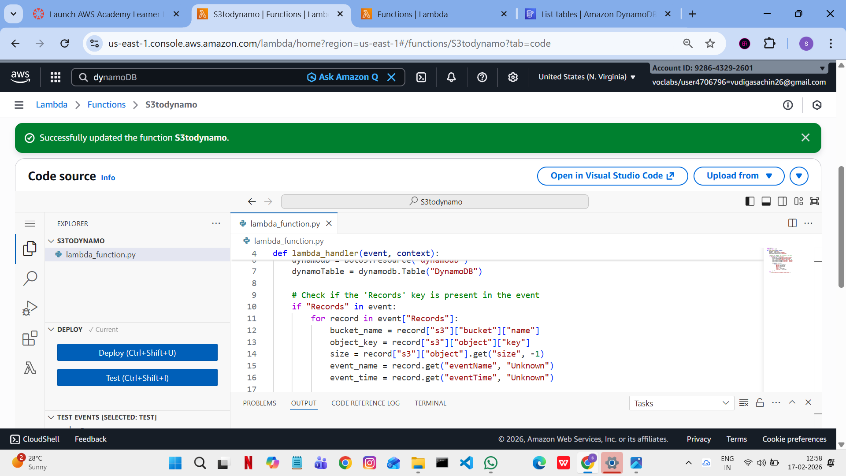 Launch AWS Academy Learner
S3todynamo | Functions | Lamb
Functions | Lambda
List tables | Amazon DynamoDB
us-east-1.console.aws.amazon.com/lambda/home?region=us-east-1#/functions/S3todynamo?tab=code
S
aws
dynamoDB
Ask Amazon Q
United States (N. Virginia)
Account ID: 9286-4329-2601
voclabs/user4706796=vudigasachin26@gmail.com
Lambda > Functions > S3todynamo
Successfully updated the function S3todynamo.
Code source Info
Open in Visual Studio Code
Upload from
S3todynamo
EXPLORER
S3TODYNAMO
lambda_function.py
DEPLOY ✓ Current
Deploy (Ctrl+Shift+U)
Test (Ctrl+Shift+I)
TEST EVENTS (SELECTED: TEST)
lambda_function.py
lambda_function.py
4 def lambda_handler(event, context):
6 dynamodb = boto3.resource("dynamodb")
7 dynamoTable = dynamodb.Table("DynamoDB")
8
9 # Check if the 'Records' key is present in the event
10 if "Records" in event:
11 for record in event["Records"]:
12 bucket_name = record["s3"]["bucket"]["name"]
13 object_key = record["s3"]["object"]["key"]
14 size = record["s3"]["object"].get("size", -1)
15 event_name = record.get("eventName", "Unknown")
16 event_time = record.get("eventTime", "Unknown")
17
PROBLEMS OUTPUT CODE REFERENCE LOG TERMINAL
Tasks
CloudShell Feedback
© 2026, Amazon Web Services, Inc. or its affiliates. Privacy Terms Cookie preferences
2
28°C
Sunny
ENG
IN
12:58
17-02-2026